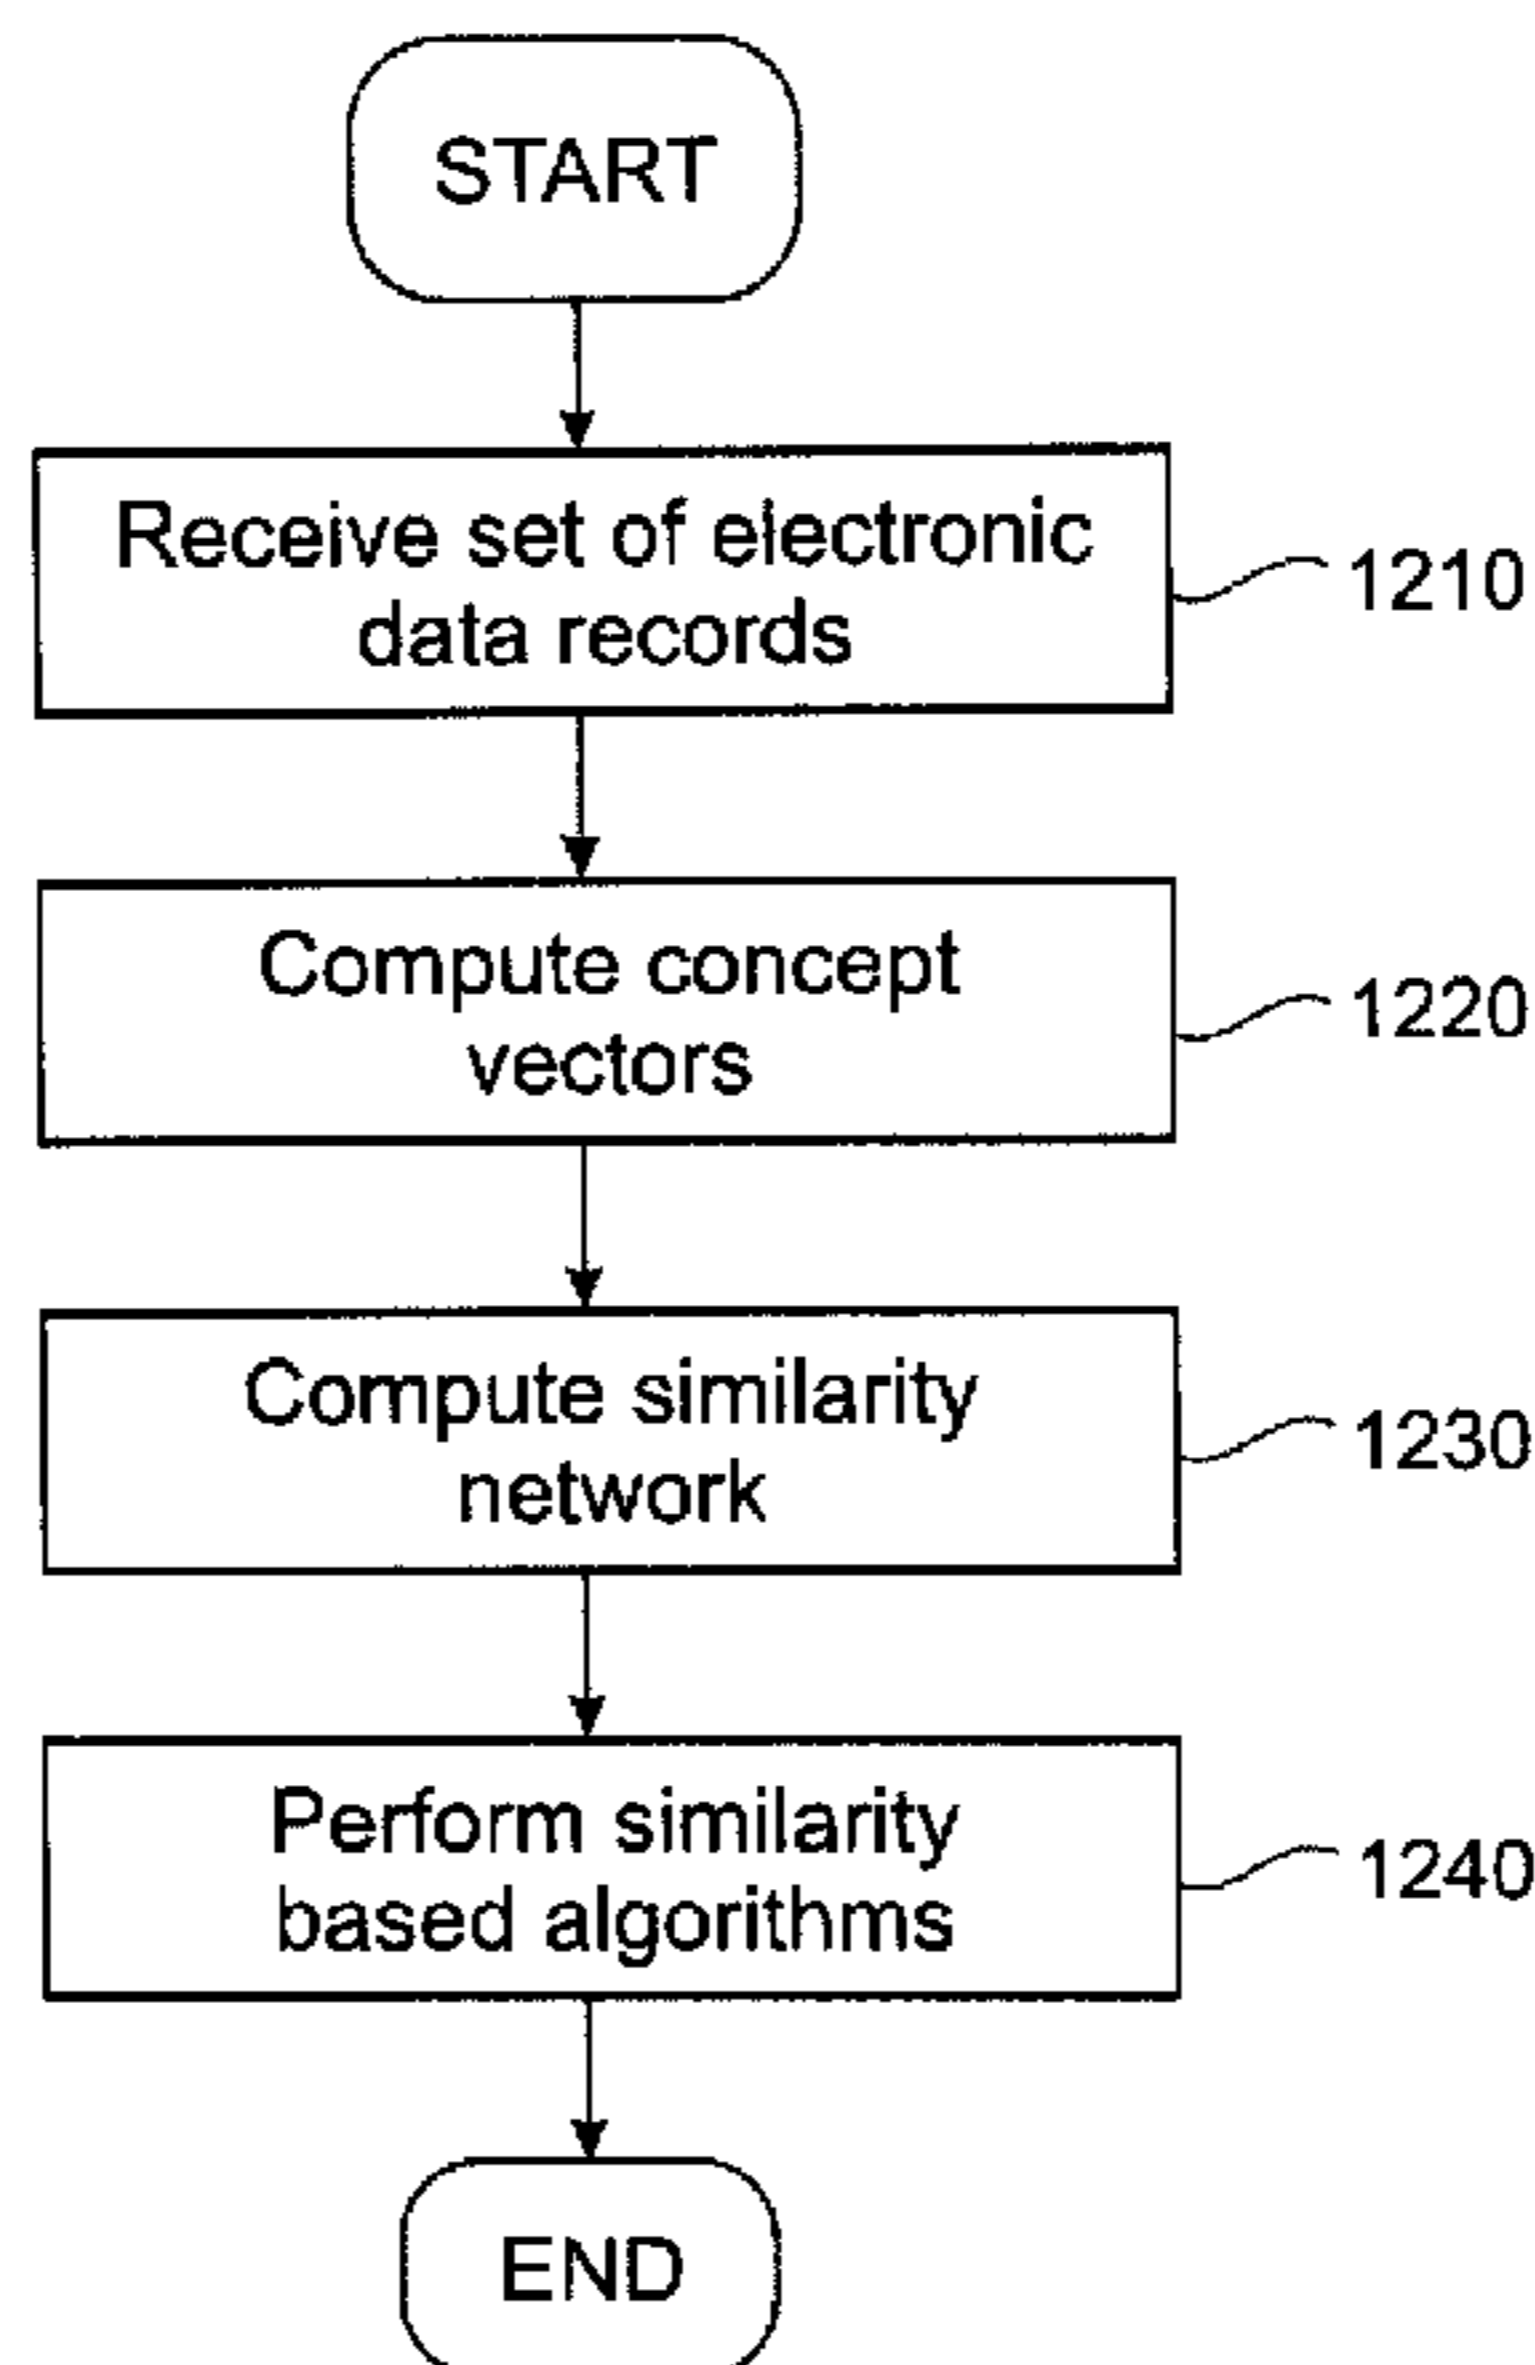 START
Receive set of electronic
data records
1210
Compute concept
vectors
1220
Compute similarity
network
1230
Perform similarity
based algorithms
1240
END